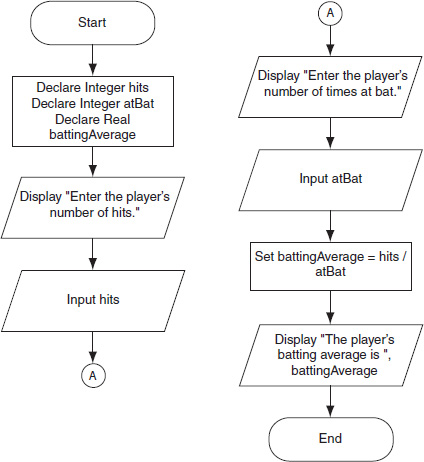 Start
Declare Integer hits
Declare Integer atBat
Declare Real
battingAverage
Display "Enter the player's
number of hits."
Input hits
A
A
Display "Enter the player's
number of times at bat."
Input atBat
Set battingAverage = hits /
atBat
Display "The player's
batting average is ",
battingAverage
End